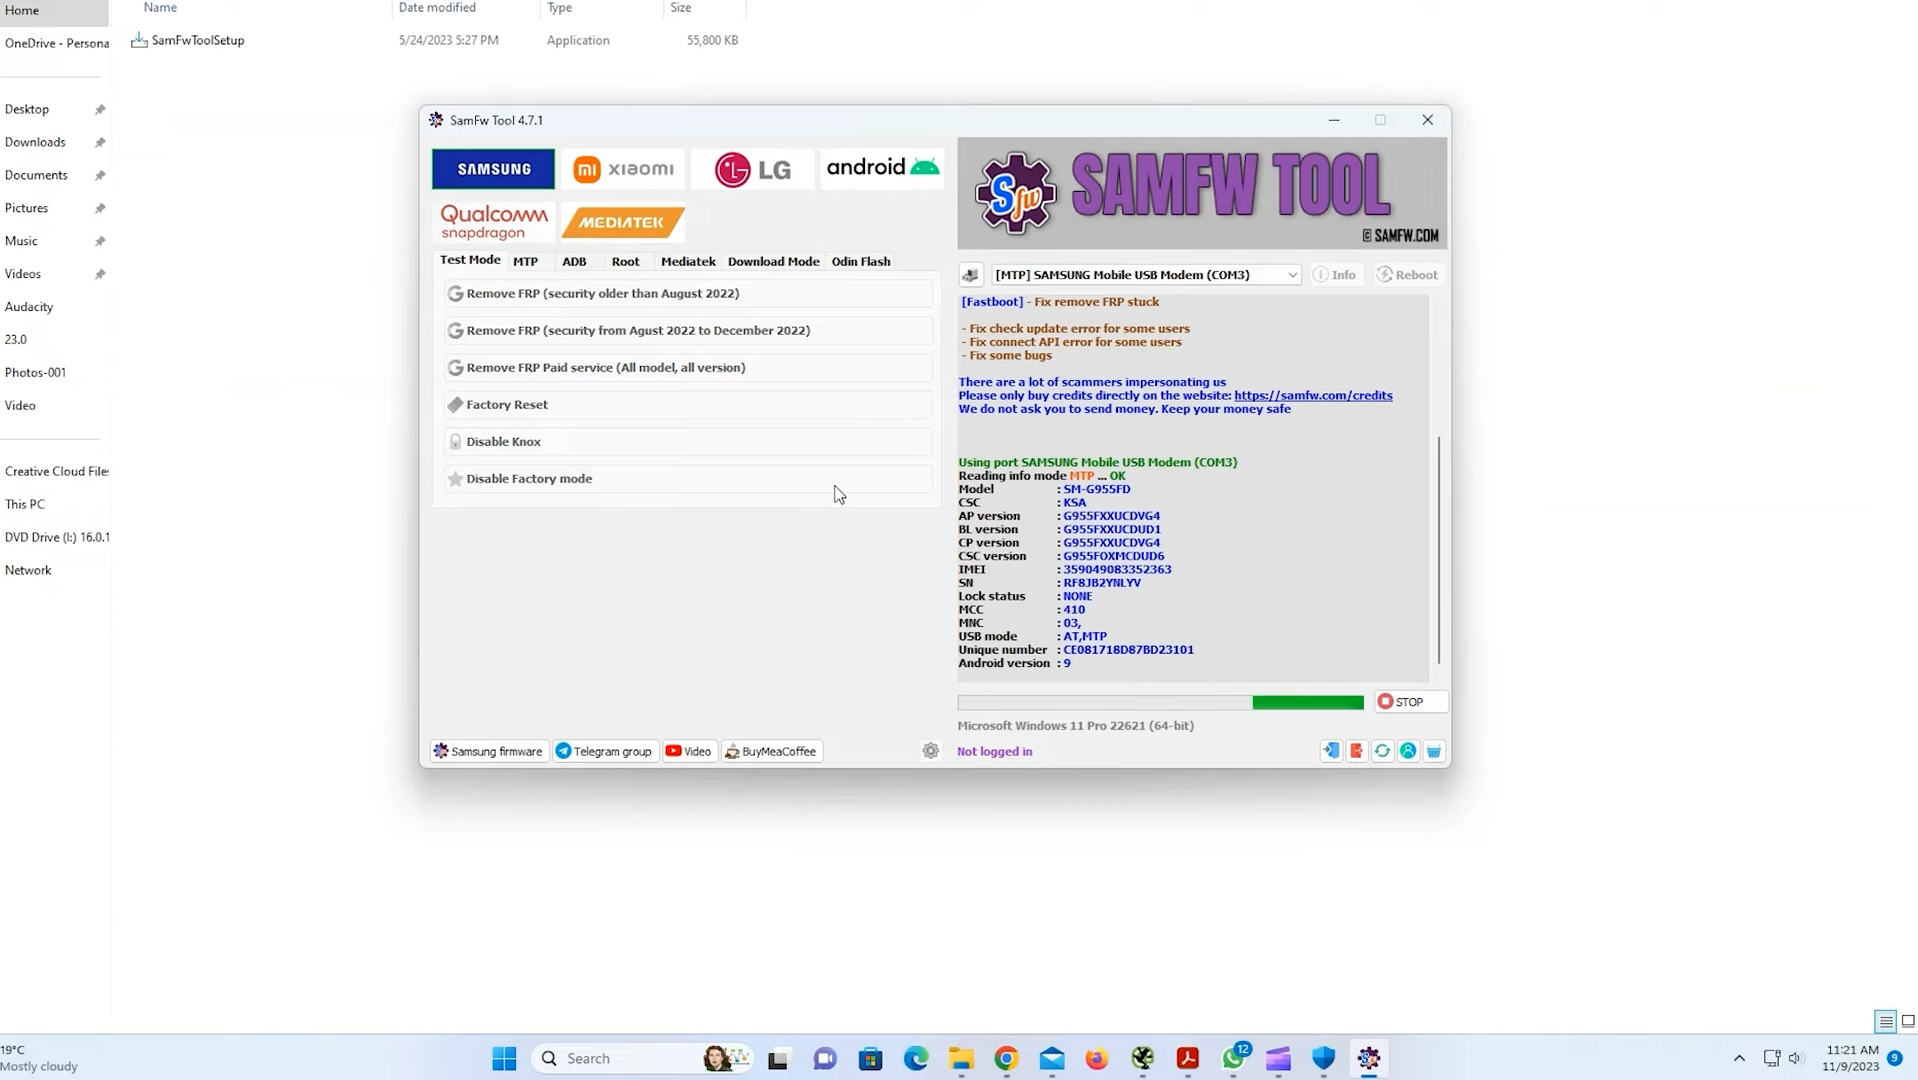 Home
OneDrive - Persona
Desktop
Downloads
Documents
Pictures
Music
Videos
Audacity
23.0
Photos-001
Video
Creative Cloud Files
This PC
DVD Drive (I:) 16.0.1
Network
Name Date modified Type Size
SamFwToolSetup 5/24/2023 5:27 PM Application 55,800 KB
SamFw Tool 4.7.1
SAMSUNG
xiaomi
LG
android
Qualcomm
snapdragon
MEDIATEK
Test Mode MTP ADB Root Mediatek Download Mode Odin Flash
Remove FRP (security older than August 2022)
Remove FRP (security from Agust 2022 to December 2022)
Remove FRP Paid service (All model, all version)
Factory Reset
Disable Knox
Disable Factory mode
Samsung firmware
Telegram group
Video
BuyMeaCoffee
Sfw
SAMFW TOOL
© SAMFW.COM
[MTP] SAMSUNG Mobile USB Modem (COM3)
Info
Reboot
[Fastboot] - Fix remove FRP stuck
- Fix check update error for some users
- Fix connect API error for some users
- Fix some bugs
There are a lot of scammers impersonating us
Please only buy credits directly on the website: https://samfw.com/credits
We do not ask you to send money. Keep your money safe
Using port SAMSUNG Mobile USB Modem (COM3)
Reading info mode MTP ... OK
Model : SM-G955FD
CSC : KSA
AP version : G955FXXUCDVG4
BL version : G955FXXUCDUD1
CP version : G955FXXUCDVG4
CSC version : G955FOXMCDUD6
IMEI : 359049083352363
SN : RF8JB2YNLYV
Lock status : NONE
MCC : 410
MNC : 03,
USB mode : AT,MTP
Unique number : CE081718D87BD23101
Android version : 9
STOP
Microsoft Windows 11 Pro 22621 (64-bit)
Not logged in
19°C
Mostly cloudy
Search
12
11:21 AM
11/9/2023
9